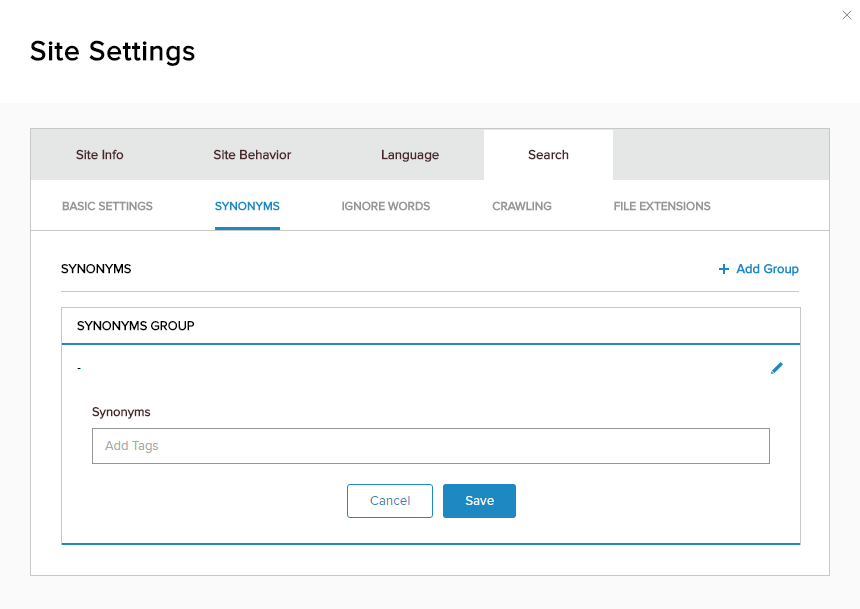 Site Settings
Site Info Site Behavior Language Search
BASIC SETTINGS SYNONYMS IGNORE WORDS CRAWLING FILE EXTENSIONS
SYNONYMS + Add Group
SYNONYMS GROUP
-
Synonyms
Add Tags
Cancel Save